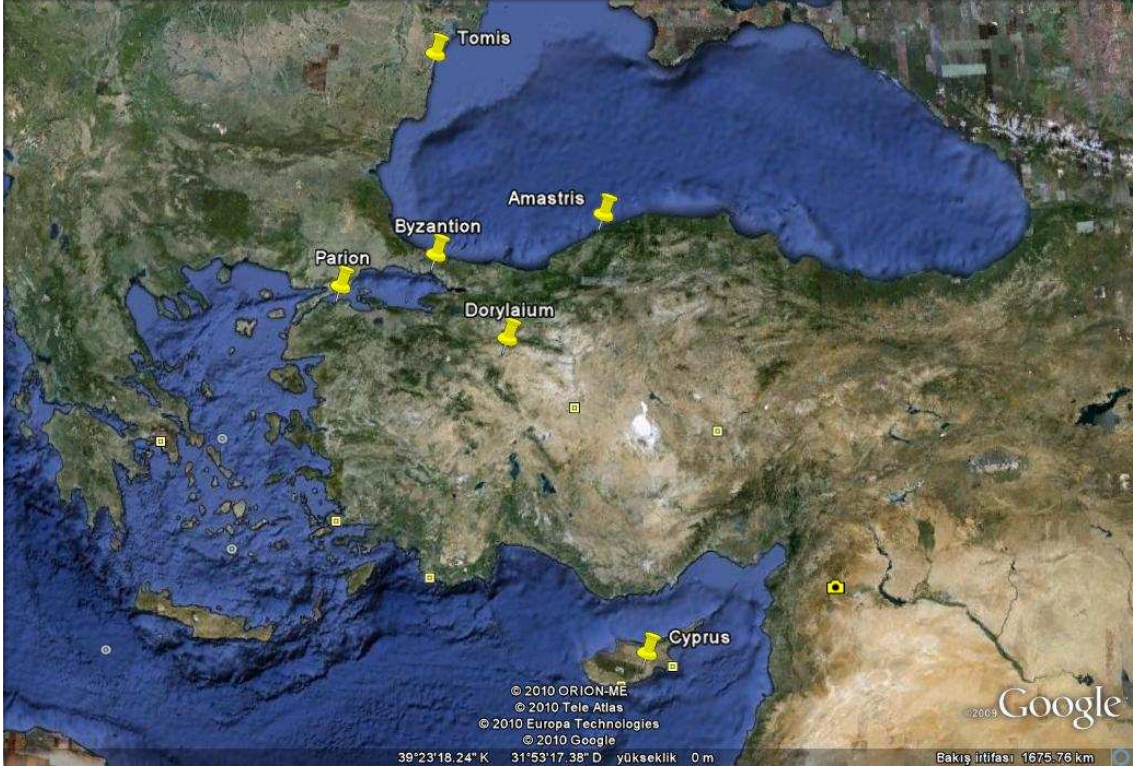 Tomis
Amastris
Byzantion
Parion
Dorylaium
Cyprus
© 2010 ORION-ME
© 2010 Tele Atlas
© 2010 Europa Technologies
© 2010 Google
©2009 Google
39°23'18.24" K 31°53'17.38" D yükseklik 0 m
Bakış irtifası 1675.76 km